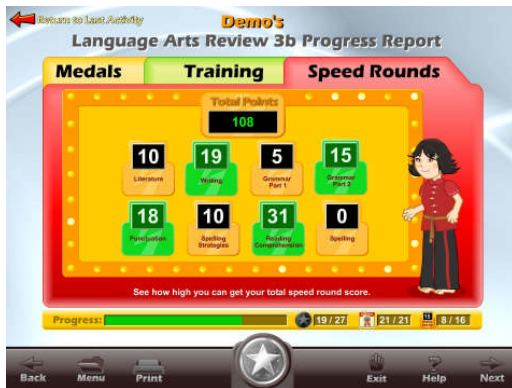 Return to Last Activity
Demo's
Language Arts Review 3b Progress Report
Medals Training Speed Rounds
Total Points
108
10 19 5 15
Literature Writing Grammar Part 1 Grammar Part 2
18 10 31 0
Punctuation Spelling Strategies Reading Comprehension Spelling
See how high you can get your total speed round score.
Progress: 19 / 27 21 / 21 8 / 16
Back Menu Print Exit Help Next